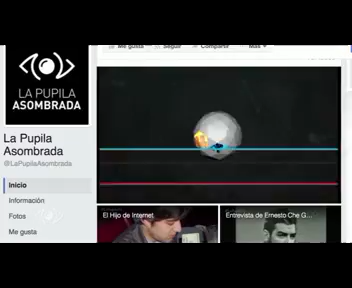 LA PUPILA
ASOMBRADA
Me gusta
Seguir
Compartir
Más
La Pupila
Asombrada
@LaPupilaAsombrada
Inicio
Información
Fotos
Me gusta
El Hijo de Internet
Entrevista de Ernesto Che G...